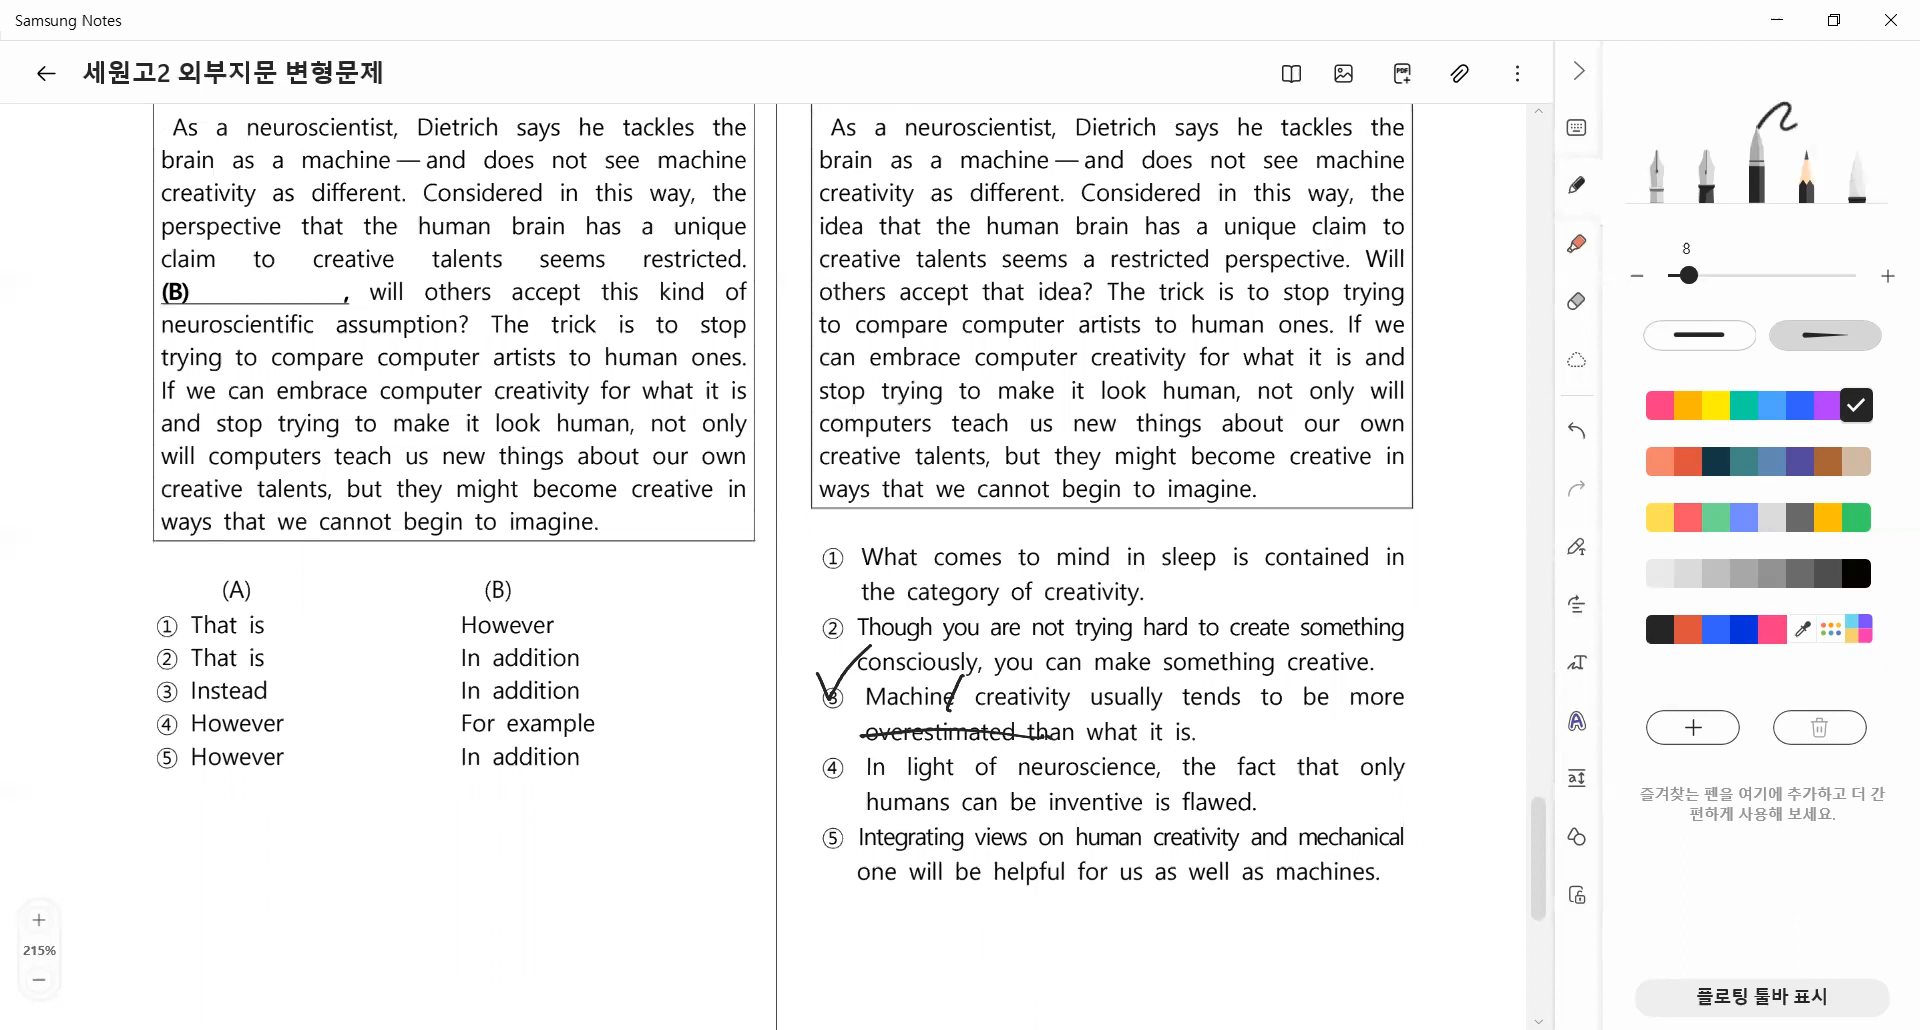 Samsung Notes
세원고2 외부지문 변형문제
As a neuroscientist, Dietrich says he tackles the
brain as a machine — and does not see machine
creativity as different. Considered in this way, the
perspective that the human brain has a unique
claim to creative talents seems restricted.
(B)____________, will others accept this kind of
neuroscientific assumption? The trick is to stop
trying to compare computer artists to human ones.
If we can embrace computer creativity for what it is
and stop trying to make it look human, not only
will computers teach us new things about our own
creative talents, but they might become creative in
ways that we cannot begin to imagine.
(A) (B)
① That is However
② That is In addition
③ Instead In addition
④ However For example
⑤ However In addition
As a neuroscientist, Dietrich says he tackles the
brain as a machine — and does not see machine
creativity as different. Considered in this way, the
idea that the human brain has a unique claim to
creative talents seems a restricted perspective. Will
others accept that idea? The trick is to stop trying
to compare computer artists to human ones. If we
can embrace computer creativity for what it is and
stop trying to make it look human, not only will
computers teach us new things about our own
creative talents, but they might become creative in
ways that we cannot begin to imagine.
① What comes to mind in sleep is contained in
the category of creativity.
② Though you are not trying hard to create something
consciously, you can make something creative.
③ Machine creativity usually tends to be more
overestimated than what it is.
④ In light of neuroscience, the fact that only
humans can be inventive is flawed.
⑤ Integrating views on human creativity and mechanical
one will be helpful for us as well as machines.
215%
PDF
8
즐겨찾는 펜을 여기에 추가하고 더 간
편하게 사용해 보세요.
플로팅 툴바 표시